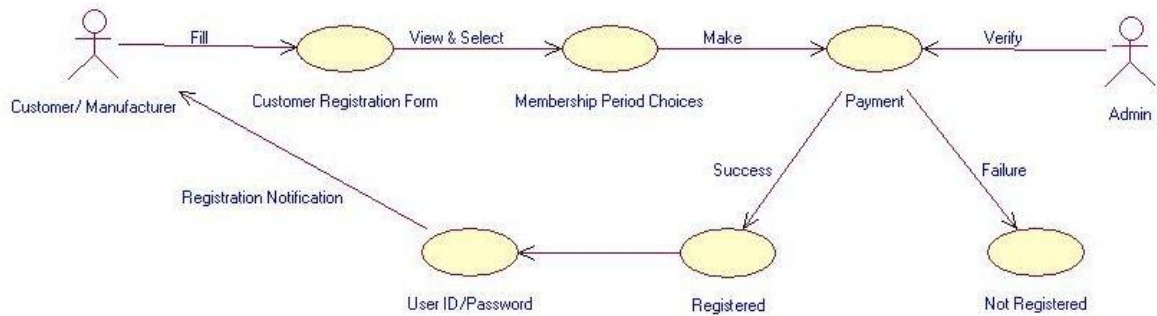 Fill
View & Select
Make
Verify
Customer/ Manufacturer
Customer Registration Form
Membership Period Choices
Payment
Admin
Success
Failure
Registration Notification
User ID/Password
Registered
Not Registered